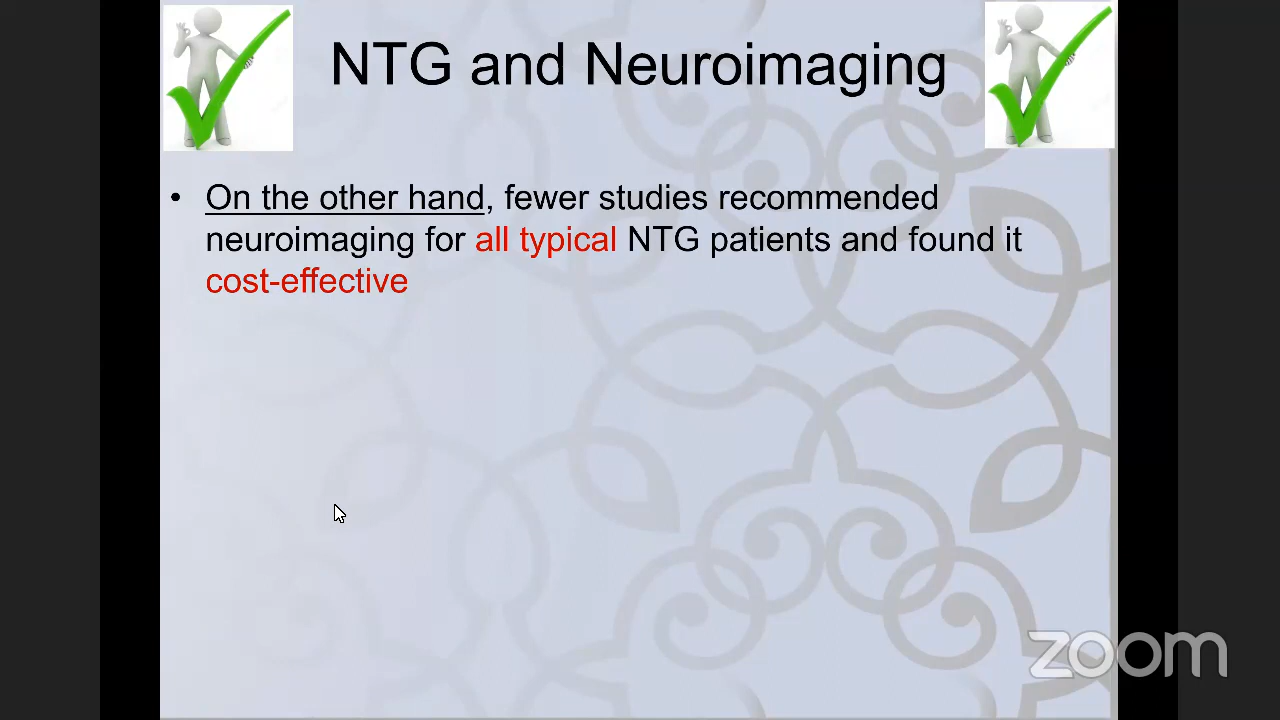 NTG and Neuroimaging
• On the other hand, fewer studies recommended
neuroimaging for all typical NTG patients and found it
cost-effective
zoom